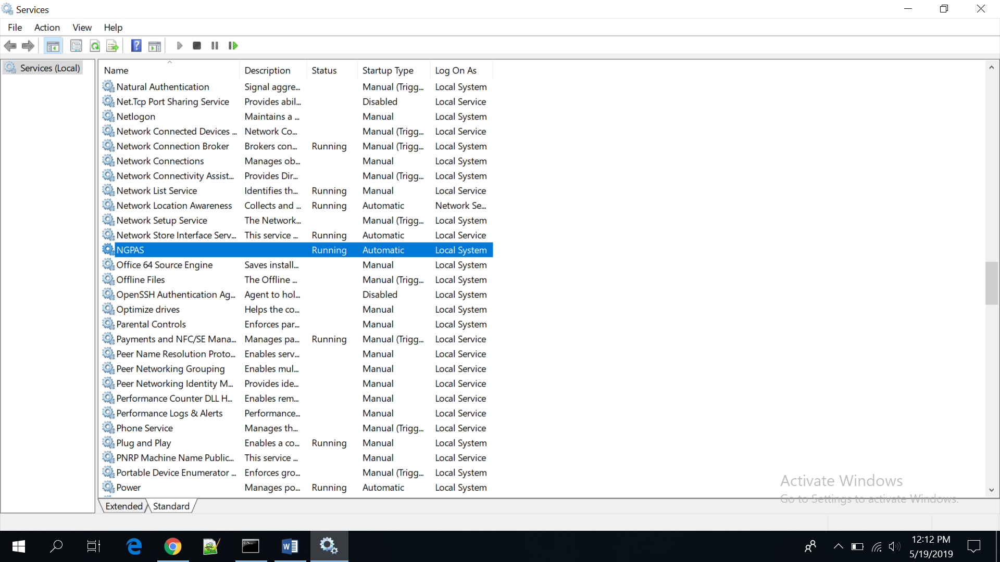 Services
File Action View Help
Services (Local)
Name Description Status Startup Type Log On As
Natural Authentication Signal aggre... Manual (Trigg... Local System
Net.Tcp Port Sharing Service Provides abil... Disabled Local Service
Netlogon Maintains a ... Manual Local System
Network Connected Devices ... Network Co... Manual (Trigg... Local Service
Network Connection Broker Brokers con... Running Manual (Trigg... Local System
Network Connections Manages ob... Manual Local System
Network Connectivity Assist... Provides Dir... Manual (Trigg... Local System
Network List Service Identifies th... Running Manual Local Service
Network Location Awareness Collects and ... Running Automatic Network Se...
Network Setup Service The Network... Manual (Trigg... Local System
Network Store Interface Serv... This service ... Running Automatic Local Service
NGPAS Running Automatic Local System
Office 64 Source Engine Saves install... Manual Local System
Offline Files The Offline ... Manual (Trigg... Local System
OpenSSH Authentication Ag... Agent to hol... Disabled Local System
Optimize drives Helps the co... Manual Local System
Parental Controls Enforces par... Manual Local System
Payments and NFC/SE Mana... Manages pa... Running Manual (Trigg... Local Service
Peer Name Resolution Proto... Enables serv... Manual Local Service
Peer Networking Grouping Enables mul... Manual Local Service
Peer Networking Identity M... Provides ide... Manual Local Service
Performance Counter DLL H... Enables rem... Manual Local Service
Performance Logs & Alerts Performance... Manual Local Service
Phone Service Manages th... Manual (Trigg... Local Service
Plug and Play Enables a co... Running Manual Local System
PNRP Machine Name Public... This service ... Manual Local Service
Portable Device Enumerator ... Enforces gro... Manual (Trigg... Local System
Power Manages po... Running Automatic Local System
Activate Windows
Go to Settings to activate Windows.
Extended Standard
12:12 PM
5/19/2019